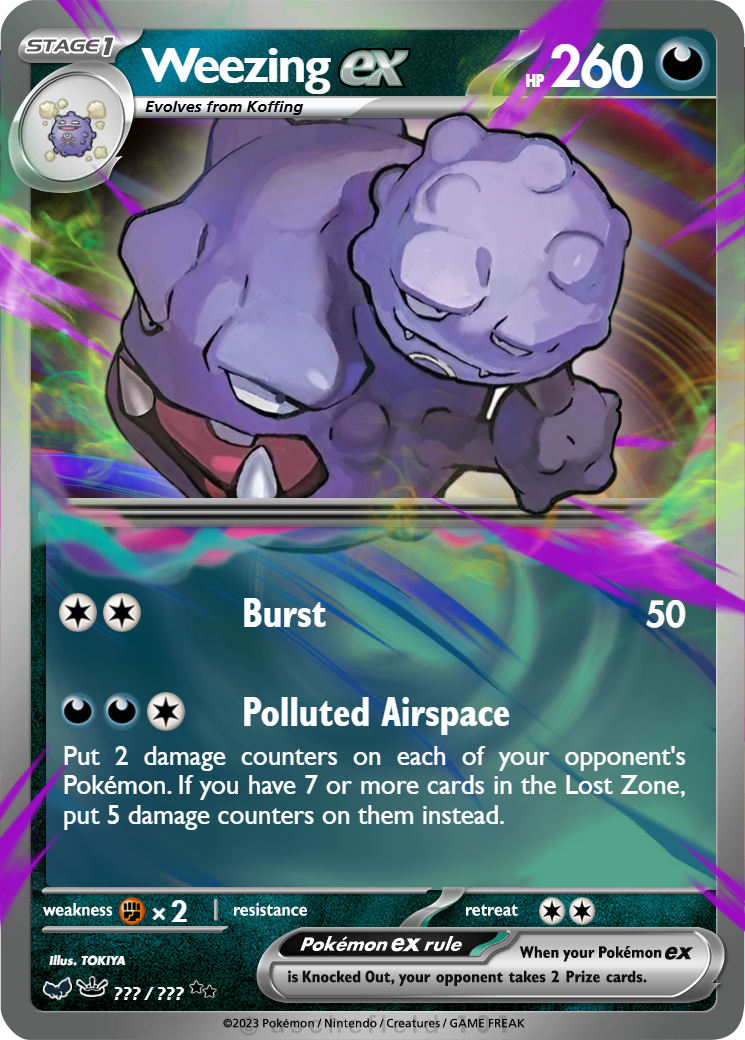 STAGE1
Weezing ex HP 260
Evolves from Koffing
Burst 50
Polluted Airspace
Put 2 damage counters on each of your opponent's
Pokémon. If you have 7 or more cards in the Lost Zone,
put 5 damage counters on them instead.
weakness × 2 resistance retreat
Pokémon ex rule
When your Pokémon ex
is Knocked Out, your opponent takes 2 Prize cards.
Illus. TOKIYA
??? / ???
©2023 Pokémon / Nintendo / Creatures / GAME FREAK